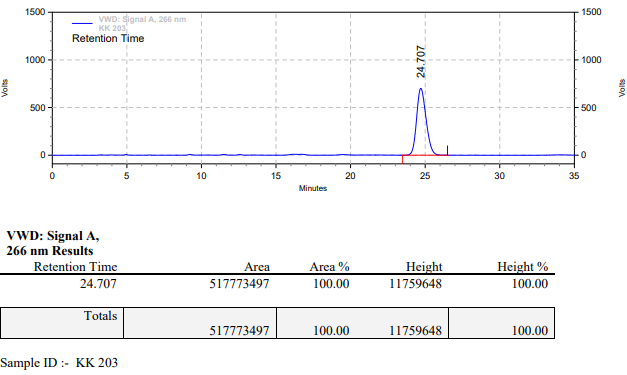 1500
1000
500
0
Volts
VWD: Signal A, 266 nm
KK 203
Retention Time
24.707
1500
1000
500
0
Volts
0 5 10 15 20 25 30 35
Minutes
VWD: Signal A,
266 nm Results
Retention Time Area Area % Height Height %
24.707 517773497 100.00 11759648 100.00
Totals
517773497 100.00 11759648 100.00
Sample ID :- KK 203